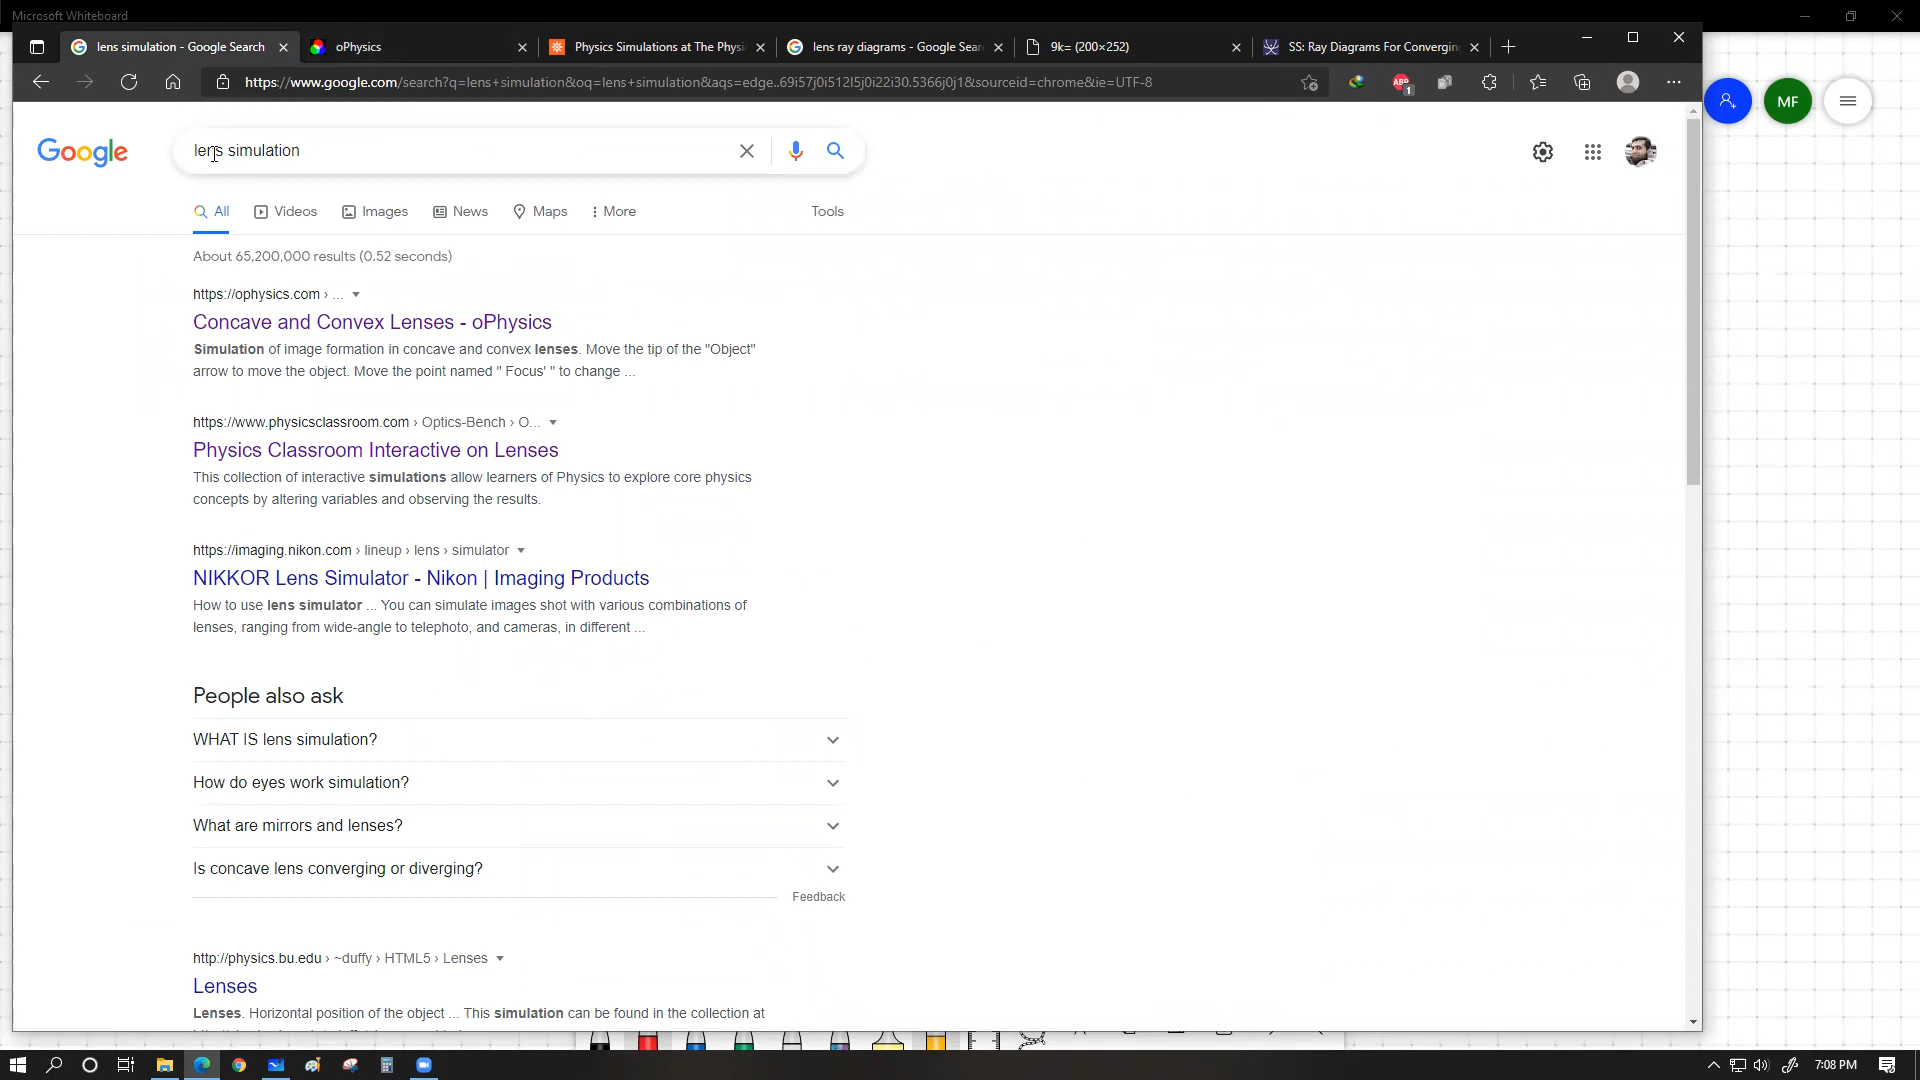 Microsoft Whiteboard
lens simulation - Google Search
oPhysics
Physics Simulations at The Physi
lens ray diagrams - Google Sear
9k= (200×252)
SS: Ray Diagrams For Convergin
https://www.google.com/search?q=lens+simulation&oq=lens+simulation&aqs=edge..69i57j0i512l5j0i22i30.5366j0j1&sourceid=chrome&ie=UTF-8
ABP
1
MF
Google
lens simulation
All
Videos
Images
News
Maps
More
Tools
About 65,200,000 results (0.52 seconds)
https://ophysics.com › ...
Concave and Convex Lenses - oPhysics
Simulation of image formation in concave and convex lenses. Move the tip of the "Object"
arrow to move the object. Move the point named " Focus' " to change ...
https://www.physicsclassroom.com › Optics-Bench › O...
Physics Classroom Interactive on Lenses
This collection of interactive simulations allow learners of Physics to explore core physics
concepts by altering variables and observing the results.
https://imaging.nikon.com › lineup › lens › simulator
NIKKOR Lens Simulator - Nikon | Imaging Products
How to use lens simulator ... You can simulate images shot with various combinations of
lenses, ranging from wide-angle to telephoto, and cameras, in different ...
People also ask
WHAT IS lens simulation?
How do eyes work simulation?
What are mirrors and lenses?
Is concave lens converging or diverging?
Feedback
http://physics.bu.edu › ~duffy › HTML5 › Lenses
Lenses
Lenses. Horizontal position of the object ... This simulation can be found in the collection at
7:08 PM